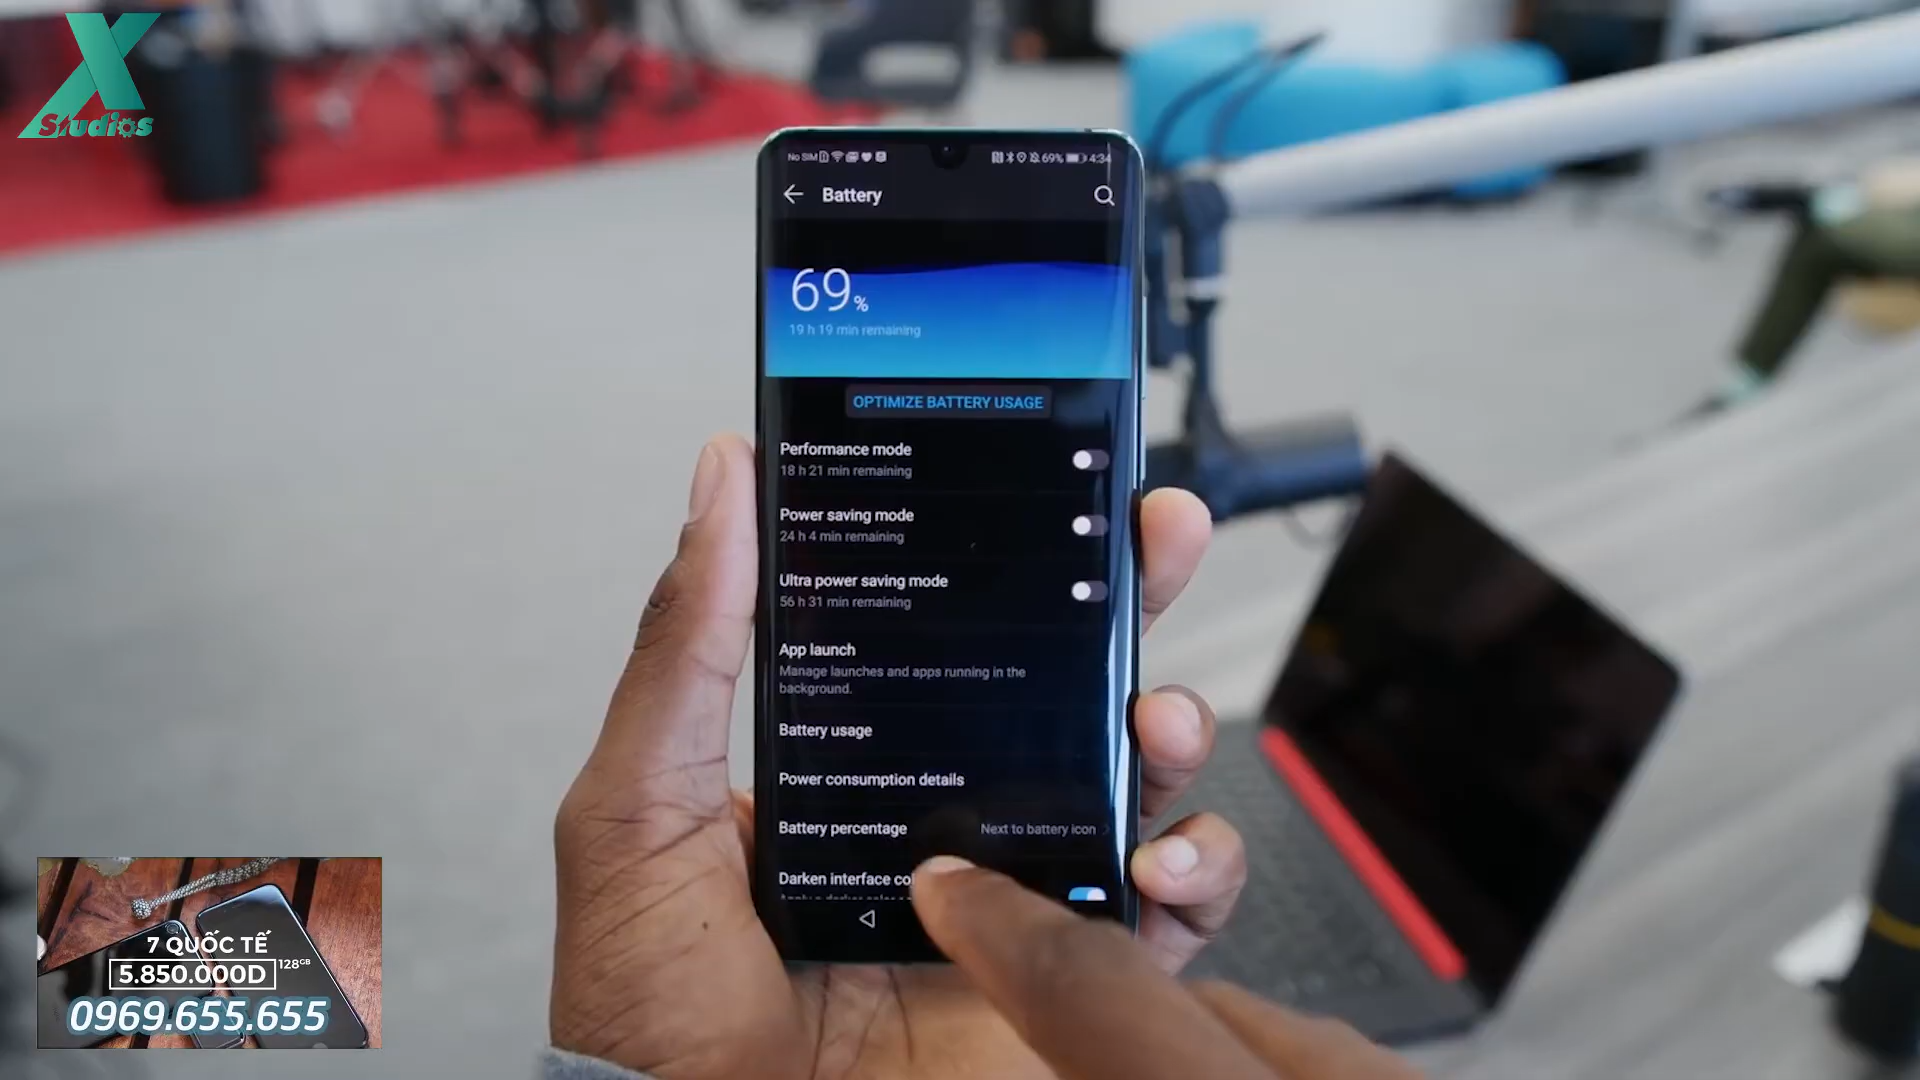 X
Studios
No SIM
69%
4:34
Battery
69%
19 h 19 min remaining
OPTIMIZE BATTERY USAGE
Performance mode
18 h 21 min remaining
Power saving mode
24 h 4 min remaining
Ultra power saving mode
56 h 31 min remaining
App launch
Manage launches and apps running in the
background.
Battery usage
Power consumption details
Battery percentage
Next to battery icon
Darken interface
7 QUỐC TẾ
5.850.000D 128GB
0969.655.655